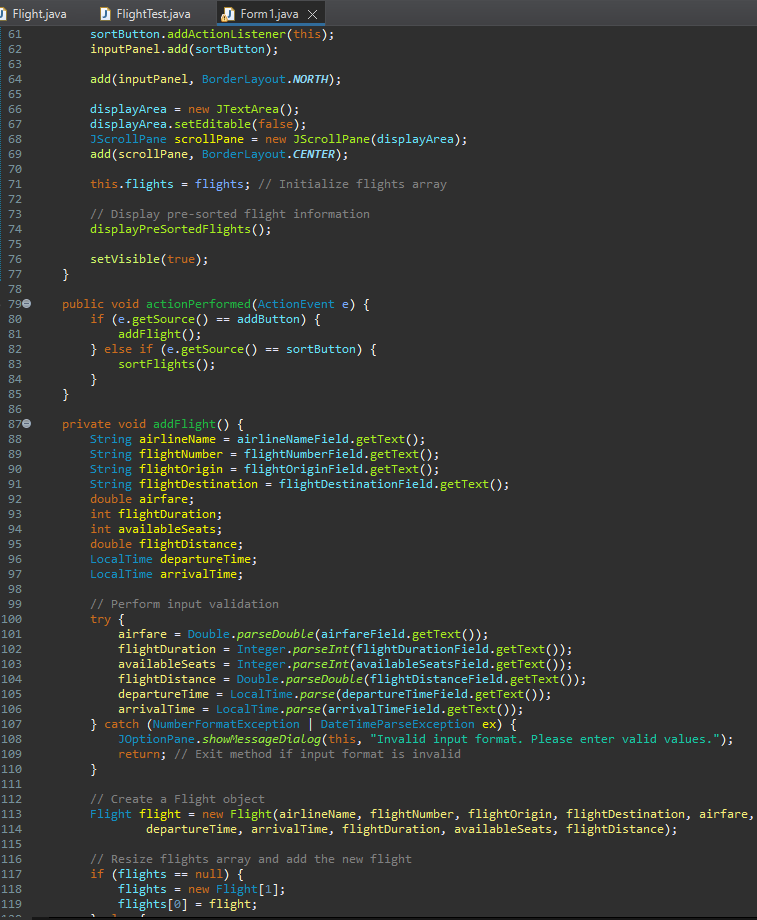 Flight.java FlightTest.java Form1.java
61 sortButton.addActionListener(this);
62 inputPanel.add(sortButton);
63
64 add(inputPanel, BorderLayout.NORTH);
65
66 displayArea = new JTextArea();
67 displayArea.setEditable(false);
68 JScrollPane scrollPane = new JScrollPane(displayArea);
69 add(scrollPane, BorderLayout.CENTER);
70
71 this.flights = flights; // Initialize flights array
72
73 // Display pre-sorted flight information
74 displayPreSortedFlights();
75
76 setVisible(true);
77 }
78
79 public void actionPerformed(ActionEvent e) {
80 if (e.getSource() == addButton) {
81 addFlight();
82 } else if (e.getSource() == sortButton) {
83 sortFlights();
84 }
85 }
86
87 private void addFlight() {
88 String airlineName = airlineNameField.getText();
89 String flightNumber = flightNumberField.getText();
90 String flightOrigin = flightOriginField.getText();
91 String flightDestination = flightDestinationField.getText();
92 double airfare;
93 int flightDuration;
94 int availableSeats;
95 double flightDistance;
96 LocalTime departureTime;
97 LocalTime arrivalTime;
98
99 // Perform input validation
100 try {
101 airfare = Double.parseDouble(airfareField.getText());
102 flightDuration = Integer.parseInt(flightDurationField.getText());
103 availableSeats = Integer.parseInt(availableSeatsField.getText());
104 flightDistance = Double.parseDouble(flightDistanceField.getText());
105 departureTime = LocalTime.parse(departureTimeField.getText());
106 arrivalTime = LocalTime.parse(arrivalTimeField.getText());
107 } catch (NumberFormatException | DateTimeParseException ex) {
108 JOptionPane.showMessageDialog(this, "Invalid input format. Please enter valid values.");
109 return; // Exit method if input format is invalid
110 }
111
112 // Create a Flight object
113 Flight flight = new Flight(airlineName, flightNumber, flightOrigin, flightDestination, airfare,
114 departureTime, arrivalTime, flightDuration, availableSeats, flightDistance);
115
116 // Resize flights array and add the new flight
117 if (flights == null) {
118 flights = new Flight[1];
119 flights[0] = flight;